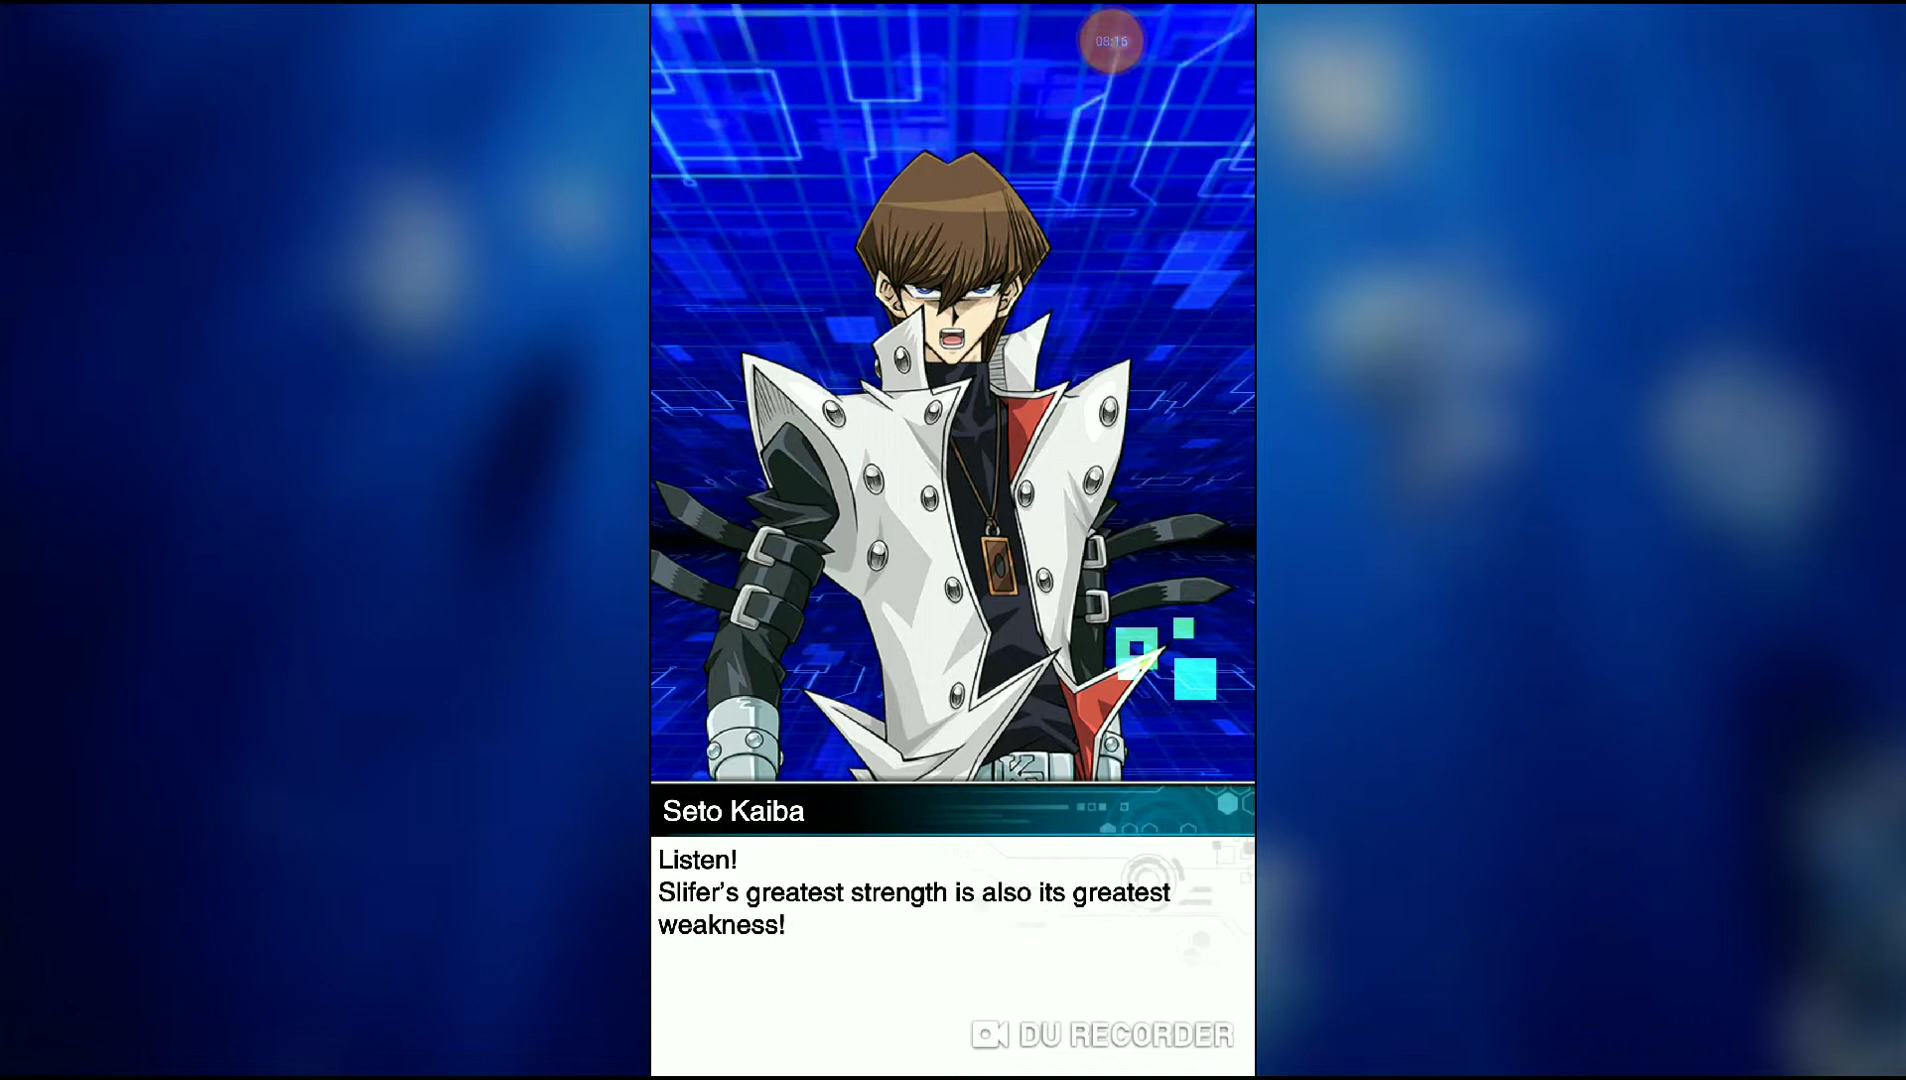 08:15
Seto Kaiba
Listen!
Slifer’s greatest strength is also its greatest
weakness!
DU RECORDER